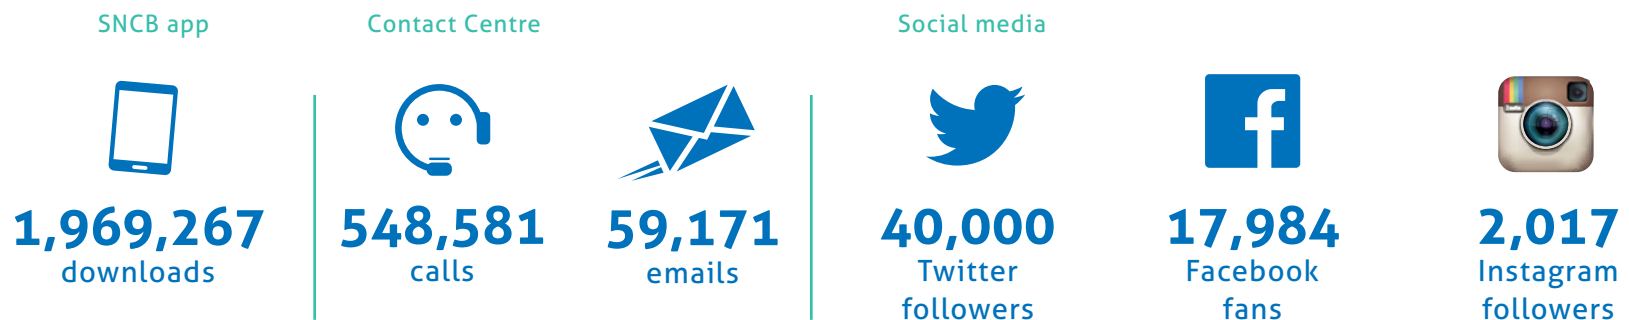 SNCB app
1,969,267
downloads
Contact Centre
548,581
calls
59,171
emails
Social media
40,000
Twitter
followers
17,984
Facebook
fans
2,017
Instagram
followers